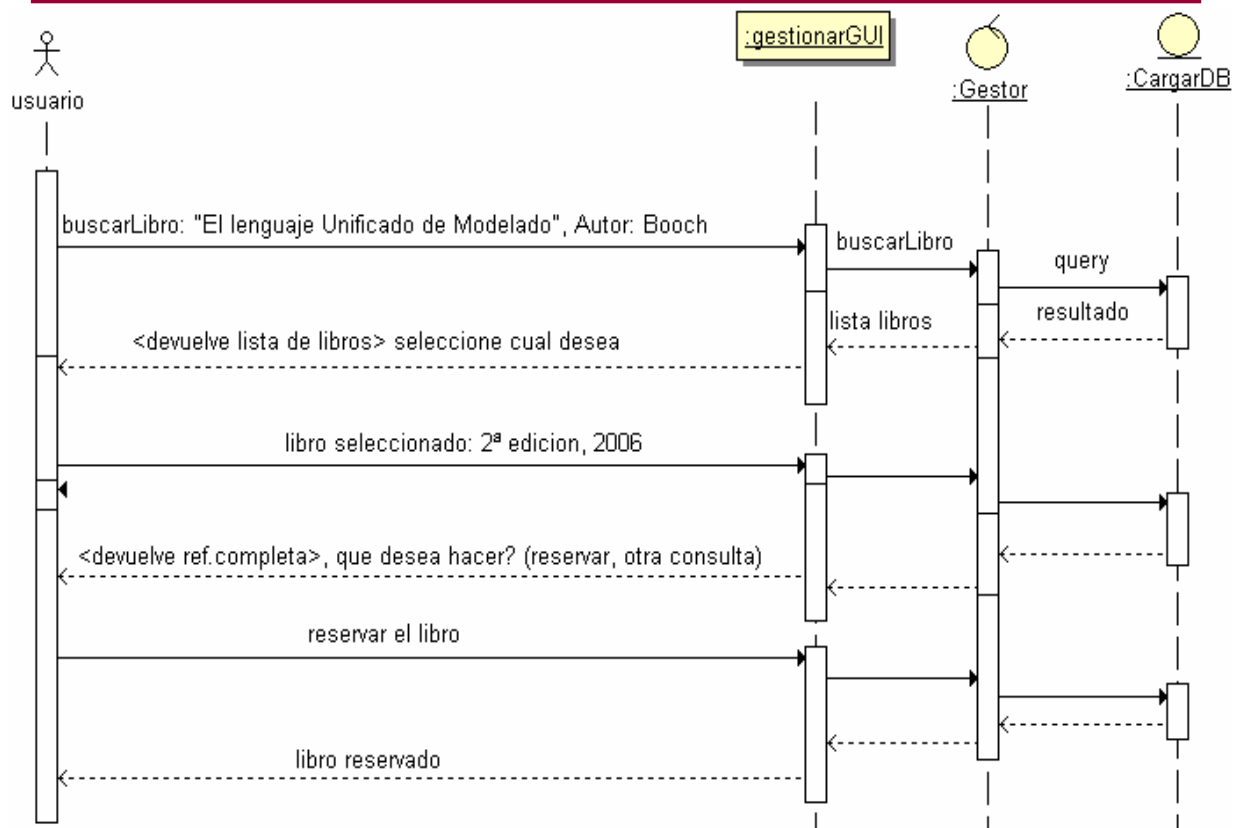 :gestionarGUI
usuario
:Gestor
:CargarDB
buscarLibro: "El lenguaje Unificado de Modelado", Autor: Booch
buscarLibro
query
resultado
lista libros
<devuelve lista de libros> seleccione cual desea
libro seleccionado: 2ª edicion, 2006
<devuelve ref.completa>, que desea hacer? (reservar, otra consulta)
reservar el libro
libro reservado